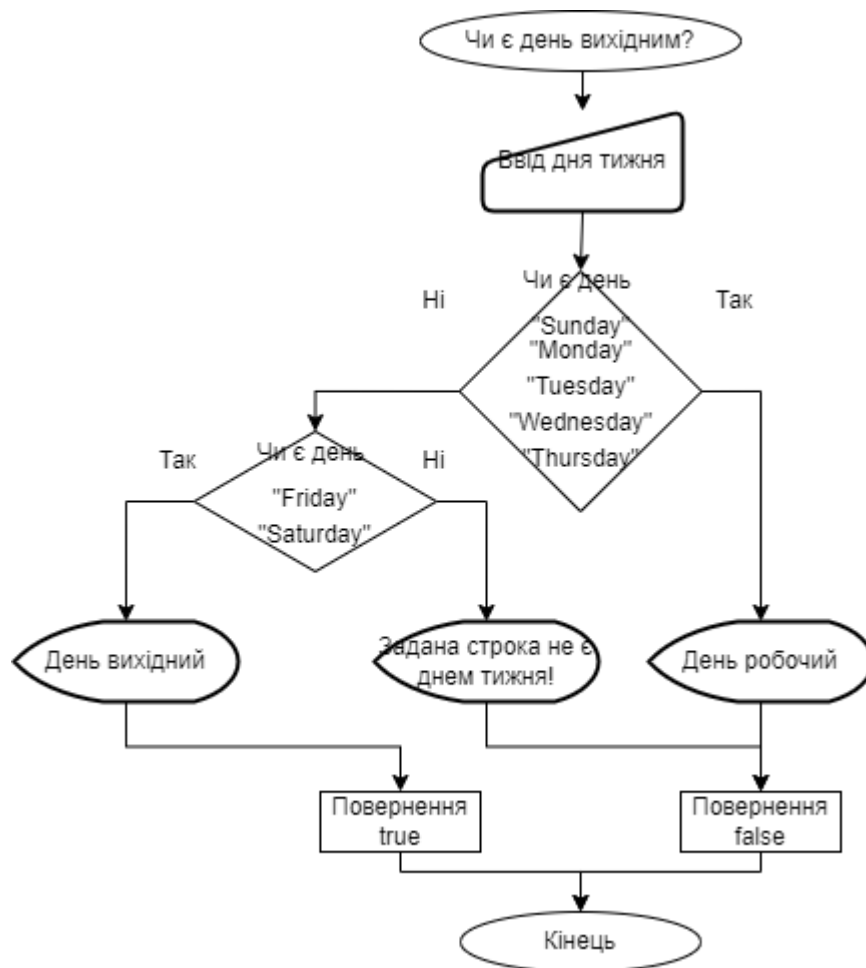 Чи є день вихідним?
Ввід дня тижня
Ні
Так
Чи є день
"Sunday"
"Monday"
"Tuesday"
"Wednesday"
"Thursday"
Так
Ні
Чи є день
"Friday"
"Saturday"
День вихідний
Задана строка не є
днем тижня!
День робочий
Повернення
true
Повернення
false
Кінець